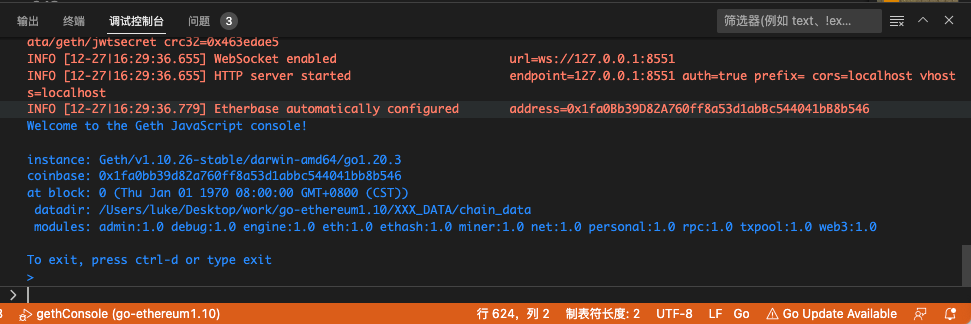 输出 终端 调试控制台 问题 3 筛选器(例如 text、!ex...
ata/geth/jwtsecret crc32=0x463edae5
INFO [12-27|16:29:36.655] WebSocket enabled url=ws://127.0.0.1:8551
INFO [12-27|16:29:36.655] HTTP server started endpoint=127.0.0.1:8551 auth=true prefix= cors=localhost vhost
s=localhost
INFO [12-27|16:29:36.779] Etherbase automatically configured address=0x1fa0Bb39D82A760ff8a53d1abBc544041bB8b546
Welcome to the Geth JavaScript console!
instance: Geth/v1.10.26-stable/darwin-amd64/go1.20.3
coinbase: 0x1fa0bb39d82a760ff8a53d1abbc544041bb8b546
at block: 0 (Thu Jan 01 1970 08:00:00 GMT+0800 (CST))
datadir: /Users/luke/Desktop/work/go-ethereum1.10/XXX_DATA/chain_data
modules: admin:1.0 debug:1.0 engine:1.0 eth:1.0 ethash:1.0 miner:1.0 net:1.0 personal:1.0 rpc:1.0 txpool:1.0 web3:1.0
To exit, press ctrl-d or type exit
>
>
gethConsole (go-ethereum1.10) 行 624，列 2 制表符长度: 2 UTF-8 LF Go Go Update Available